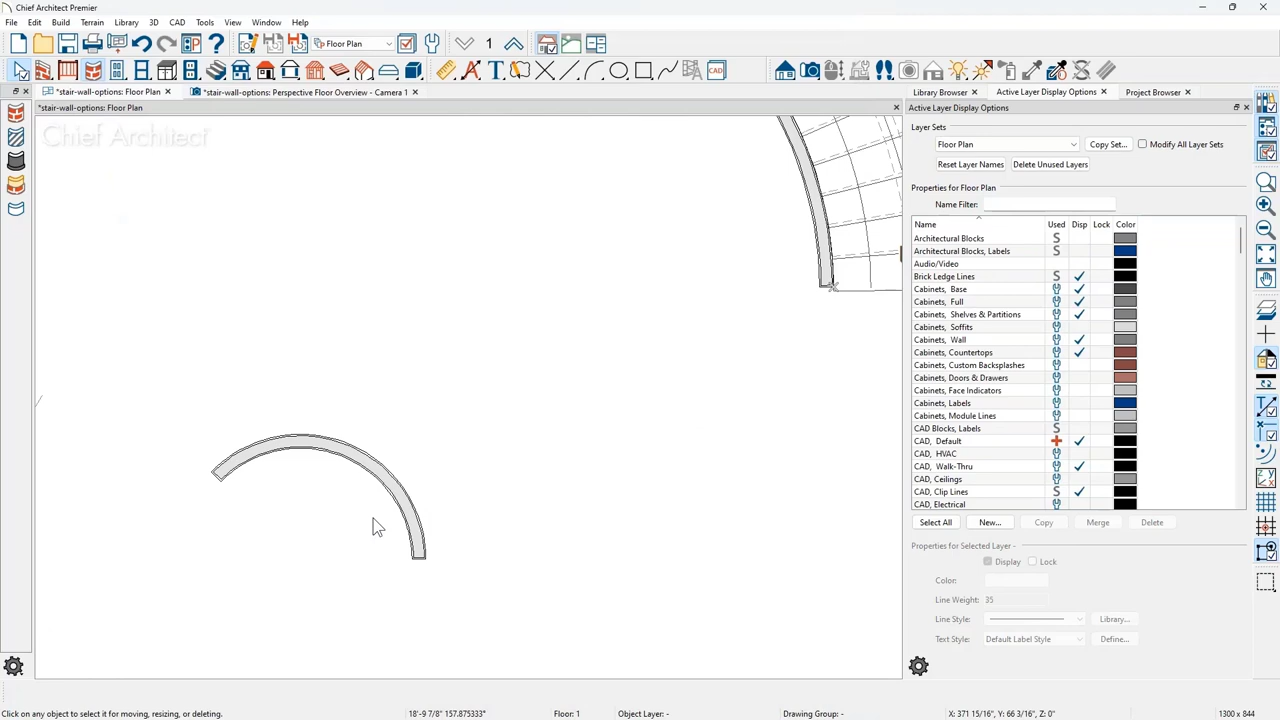 Chief Architect Premier
File Edit Build Terrain Library 3D CAD Tools View Window Help
Floor Plan 1
CAD
*stair-wall-options: Floor Plan *stair-wall-options: Perspective Floor Overview - Camera 1 Library Browser Active Layer Display Options Project Browser
*stair-wall-options: Floor Plan Active Layer Display Options
Chief Architect
Layer Sets
Floor Plan Copy Set... Modify All Layer Sets
Reset Layer Names Delete Unused Layers
Properties for Floor Plan
Name Filter:
Name Used Disp Lock Color
Architectural Blocks S
Architectural Blocks, Labels S
Audio/Video
Brick Ledge Lines S
Cabinets, Base
Cabinets, Full
Cabinets, Shelves & Partitions
Cabinets, Soffits
Cabinets, Wall
Cabinets, Countertops
Cabinets, Custom Backsplashes
Cabinets, Doors & Drawers
Cabinets, Face Indicators
Cabinets, Labels
Cabinets, Module Lines
CAD Blocks, Labels S
CAD, Default
CAD, HVAC
CAD, Walk-Thru
CAD, Ceilings S
CAD, Clip Lines S
CAD, Electrical
Select All New... Copy Merge Delete
Properties for Selected Layer -
Display Lock
Color:
Line Weight: 35
Line Style: Library...
Text Style: Default Label Style Define...
Click on any object to select it for moving, resizing, or deleting. 18'-9 7/8" 157.875333° Floor: 1 Object Layer: - Drawing Group: - X: 371 15/16", Y: 66 3/16", Z: 0" 1300 x 844